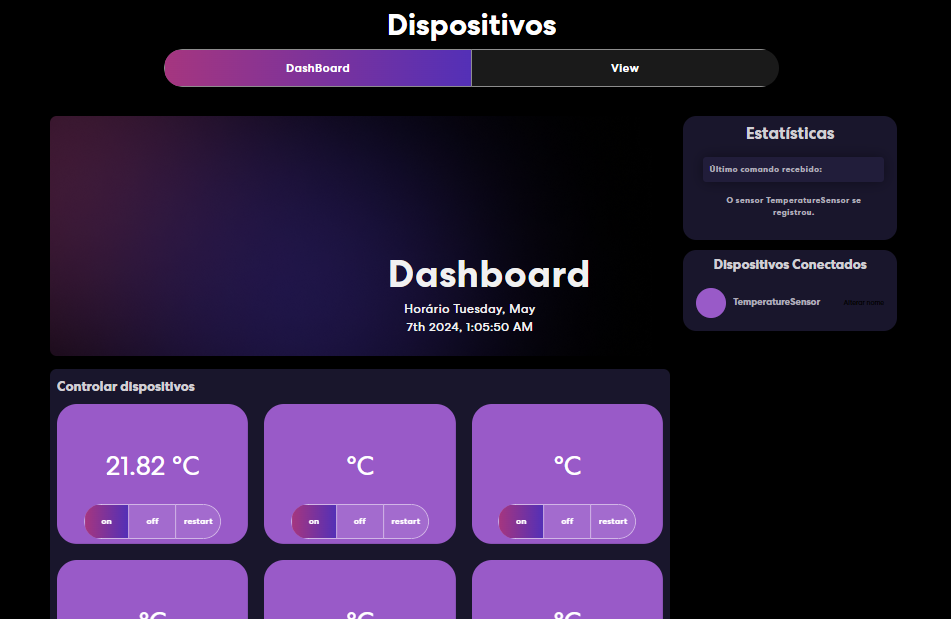 Dispositivos
DashBoard
View
Dashboard
Horário Tuesday, May
7th 2024, 1:05:50 AM
Estatísticas
Último comando recebido:
O sensor TemperatureSensor se
registrou.
Dispositivos Conectados
TemperatureSensor
Controlar dispositivos
21.82 °C
on off restart
°C
on off restart
°C
on off restart
°C
°C
°C